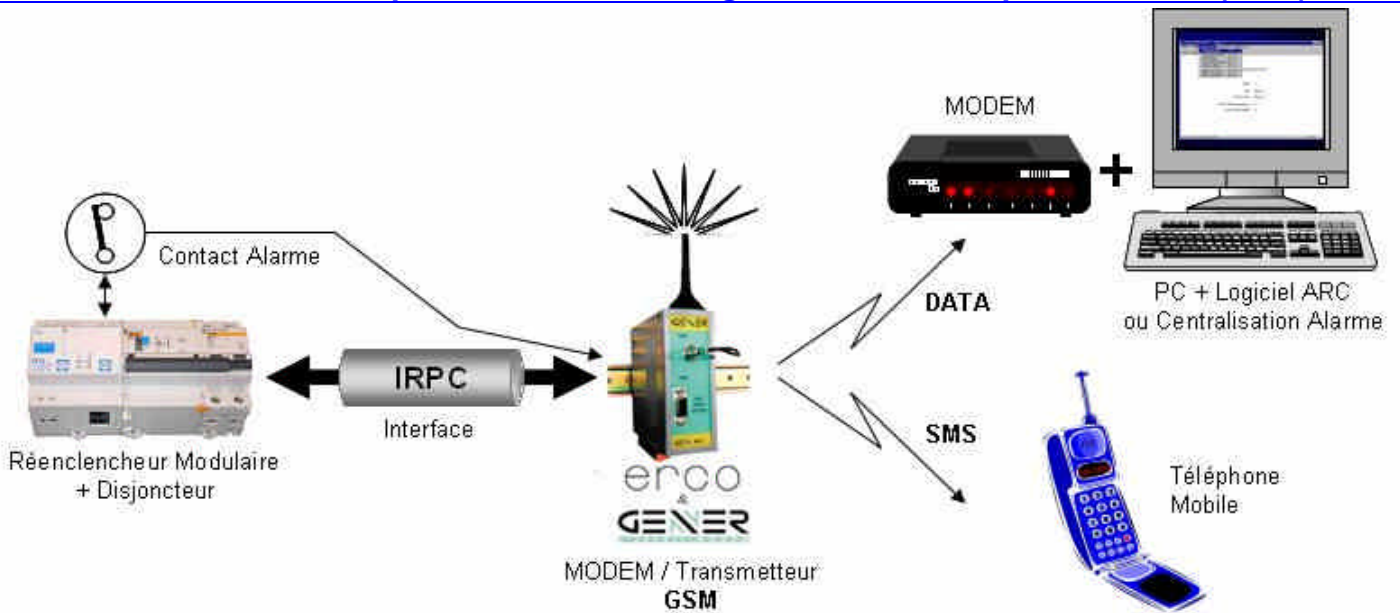 MODEM
Contact Alarme
DATA
PC + Logiciel ARC
ou Centralisation Alarme
IRPC
Interface
GENER
SMS
Réenclencheur Modulaire
+ Disjoncteur
Téléphone
Mobile
erco
&
GENER
MODEM / Transmetteur
GSM